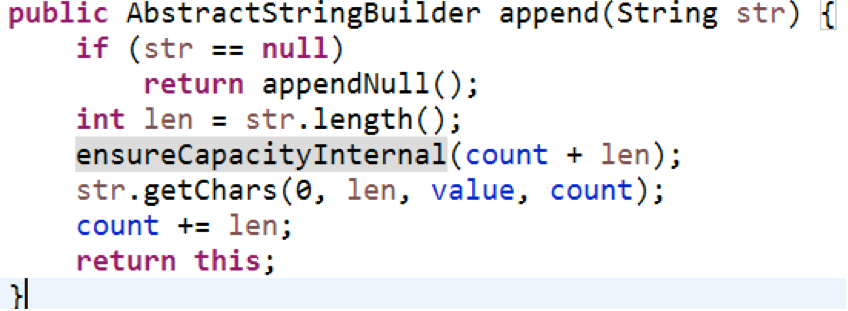 public AbstractStringBuilder append(String str) {
    if (str == null)
        return appendNull();
    int len = str.length();
    ensureCapacityInternal(count + len);
    str.getChars(0, len, value, count);
    count += len;
    return this;
}